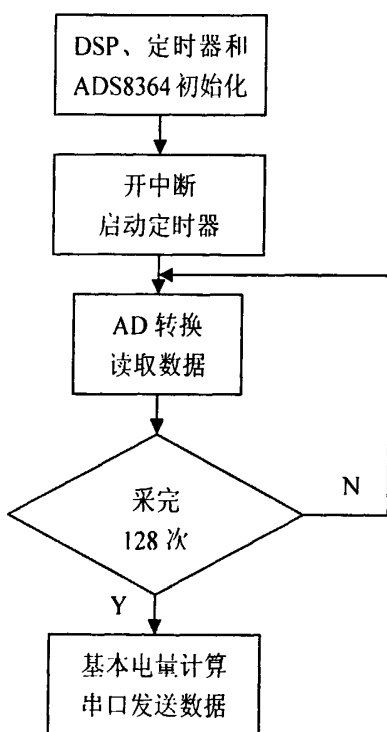 DSP、定时器和
ADS8364 初始化
开中断
启动定时器
AD 转换
读取数据
采完
128 次
N
Y
基本电量计算
串口发送数据